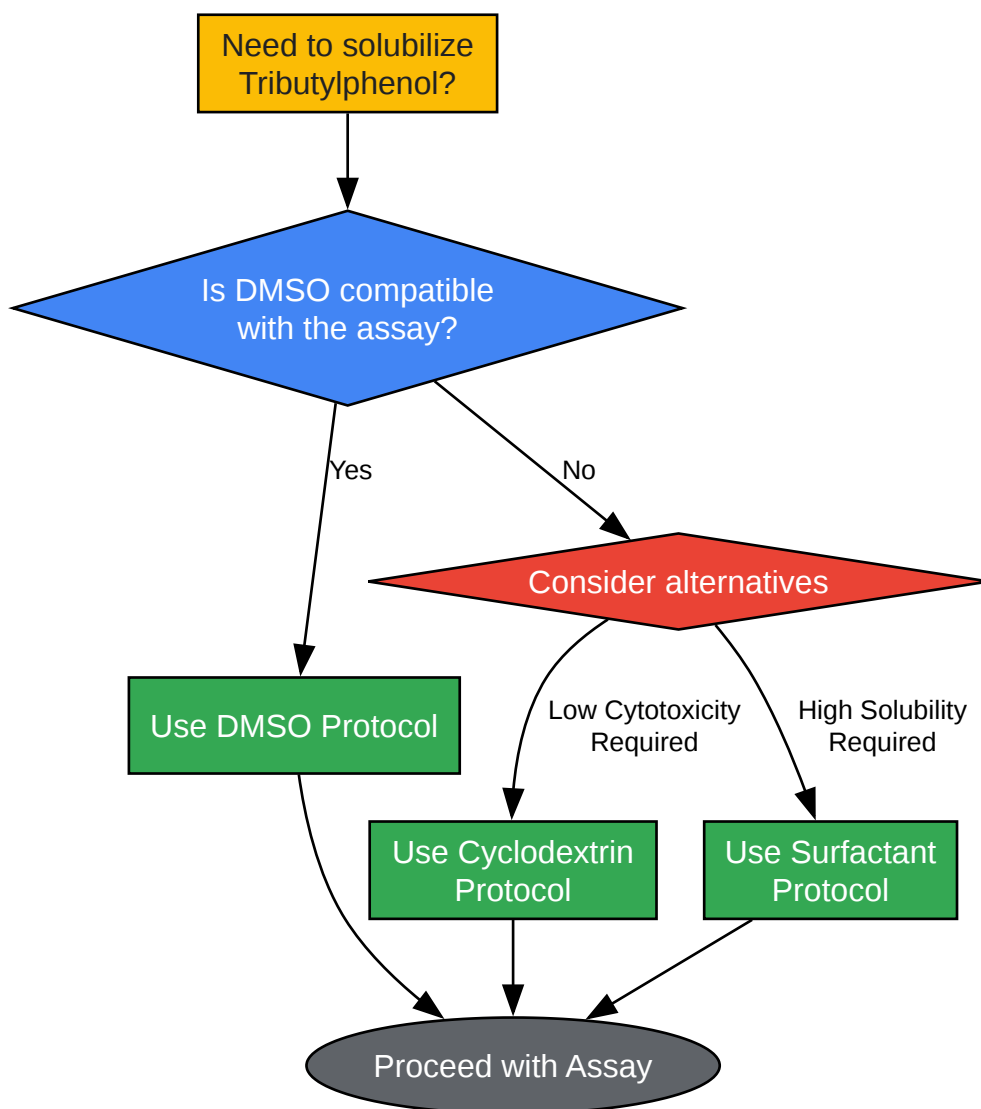 Need to solubilize
Tributylphenol?
Is DMSO compatible
with the assay?
Yes
No
Consider alternatives
Low Cytotoxicity
Required
High Solubility
Required
Use DMSO Protocol
Use Cyclodextrin
Protocol
Use Surfactant
Protocol
Proceed with Assay